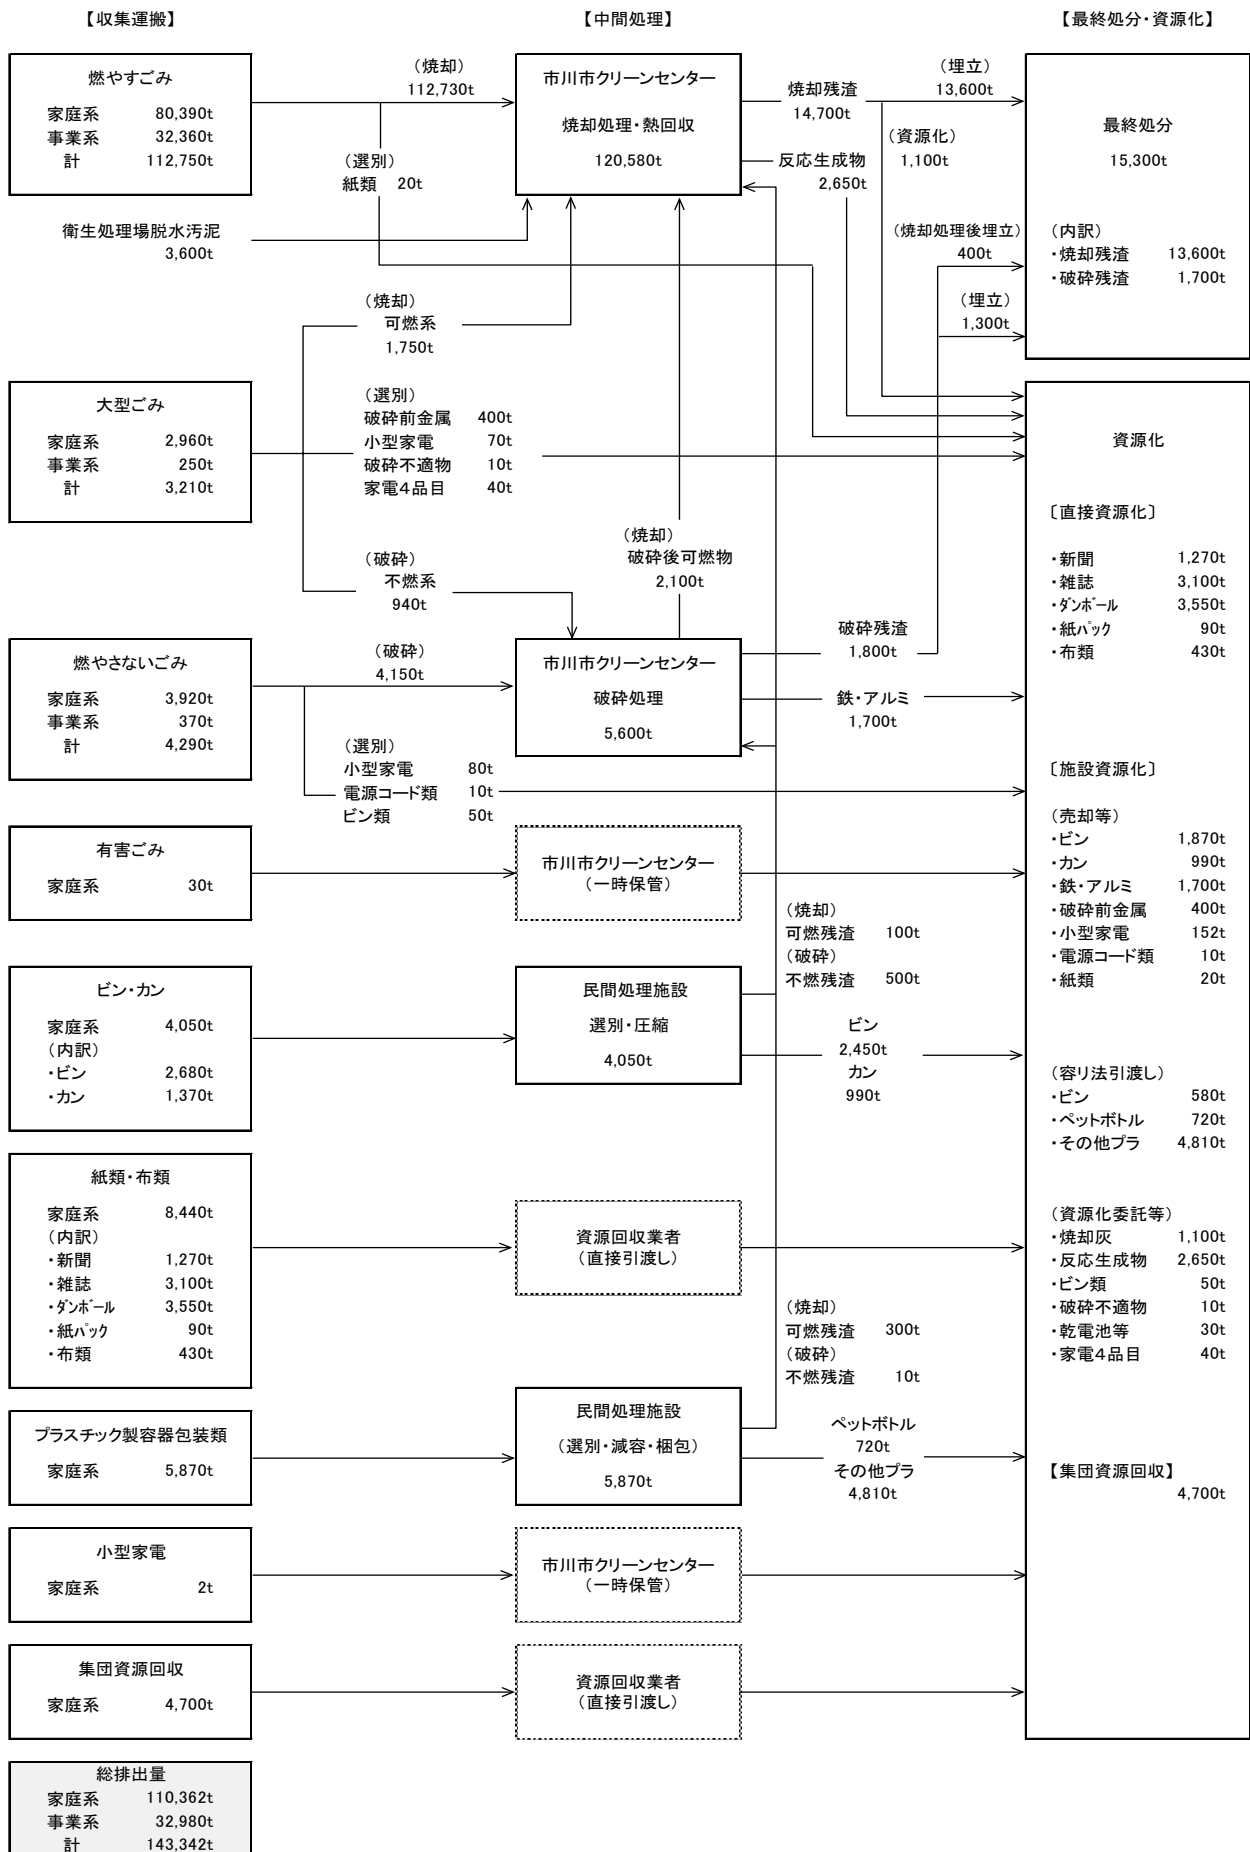 【収集運搬】
【中間処理】
【最終処分・資源化】
燃やすごみ
家庭系 80,390t
事業系 32,360t
計 112,750t
(焼却)
112,730t
(選別)
紙類 20t
衛生処理場脱水汚泥
3,600t
市川市クリーンセンター
焼却処理・熱回収
120,580t
焼却残渣
14,700t
(埋立)
13,600t
(資源化)
1,100t
反応生成物
2,650t
(焼却処理後埋立)
400t
(埋立)
1,300t
最終処分
15,300t
(内訳)
・焼却残渣 13,600t
・破砕残渣 1,700t
(焼却)
可燃系
1,750t
大型ごみ
家庭系 2,960t
事業系 250t
計 3,210t
(選別)
破砕前金属 400t
小型家電 70t
破砕不適物 10t
家電4品目 40t
(破砕)
不燃系
940t
(焼却)
破砕後可燃物
2,100t
燃やさないごみ
家庭系 3,920t
事業系 370t
計 4,290t
(破砕)
4,150t
(選別)
小型家電 80t
電源コード類 10t
ビン類 50t
市川市クリーンセンター
破砕処理
5,600t
破砕残渣
1,800t
鉄・アルミ
1,700t
有害ごみ
家庭系 30t
市川市クリーンセンター
(一時保管)
ビン・カン
家庭系 4,050t
(内訳)
・ビン 2,680t
・カン 1,370t
民間処理施設
選別・圧縮
4,050t
(焼却)
可燃残渣 100t
(破砕)
不燃残渣 500t
ビン
2,450t
カン
990t
紙類・布類
家庭系 8,440t
(内訳)
・新聞 1,270t
・雑誌 3,100t
・ダンボール 3,550t
・紙パック 90t
・布類 430t
資源回収業者
(直接引渡し)
(焼却)
可燃残渣 300t
(破砕)
不燃残渣 10t
プラスチック製容器包装類
家庭系 5,870t
民間処理施設
(選別・減容・梱包)
5,870t
ペットボトル
720t
その他プラ
4,810t
小型家電
家庭系 2t
市川市クリーンセンター
(一時保管)
集団資源回収
家庭系 4,700t
資源回収業者
(直接引渡し)
総排出量
家庭系 110,362t
事業系 32,980t
計 143,342t
資源化
〔直接資源化〕
・新聞 1,270t
・雑誌 3,100t
・ダンボール 3,550t
・紙パック 90t
・布類 430t
〔施設資源化〕
(売却等)
・ビン 1,870t
・カン 990t
・鉄・アルミ 1,700t
・破砕前金属 400t
・小型家電 152t
・電源コード類 10t
・紙類 20t
(容リ法引渡し)
・ビン 580t
・ペットボトル 720t
・その他プラ 4,810t
(資源化委託等)
・焼却灰 1,100t
・反応生成物 2,650t
・ビン類 50t
・破砕不適物 10t
・乾電池等 30t
・家電4品目 40t
【集団資源回収】
4,700t